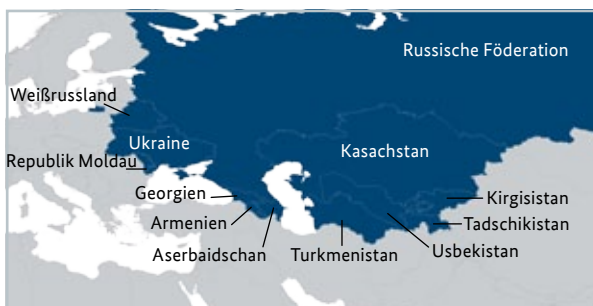 Russische Föderation
Weißrussland
Ukraine
Kasachstan
Republik Moldau
Georgien
Kirgisistan
Armenien
Tadschikistan
Aserbaidschan
Turkmenistan
Usbekistan